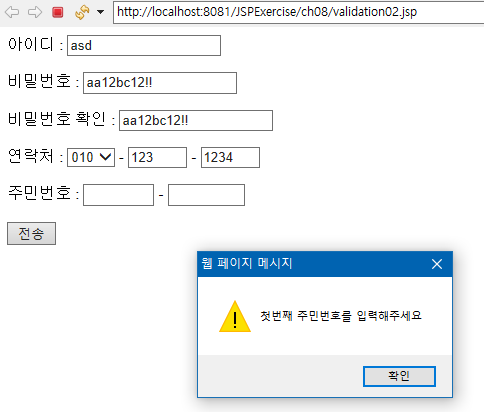 http://localhost:8081/JSPExercise/ch08/validation02.jsp
아이디 : asd
비밀번호 : aa12bc12!!
비밀번호 확인 : aa12bc12!!
연락처 : 010 - 123 - 1234
주민번호 : -
전송
웹 페이지 메시지
첫번째 주민번호를 입력해주세요
확인